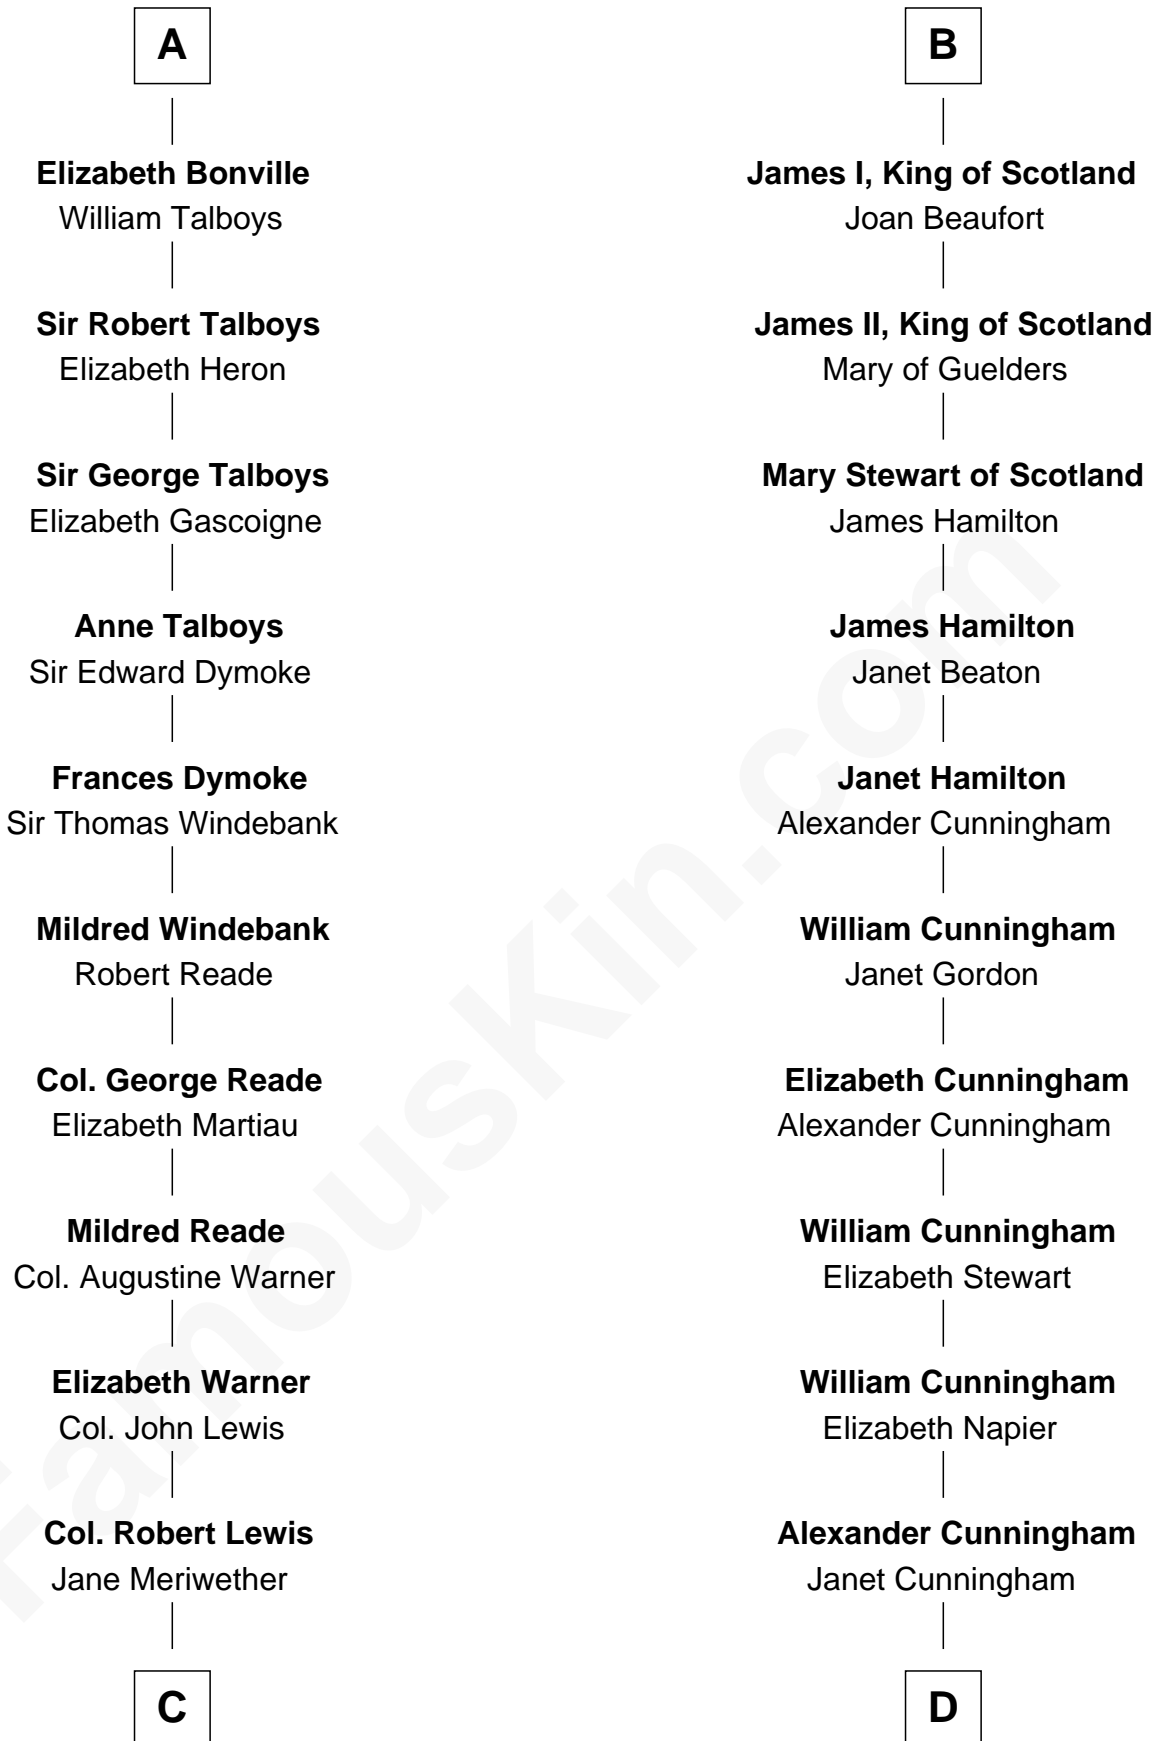 A
Elizabeth Bonville
William Talboys
Sir Robert Talboys
Elizabeth Heron
Sir George Talboys
Elizabeth Gascoigne
Anne Talboys
Sir Edward Dymoke
Frances Dymoke
Sir Thomas Windebank
Mildred Windebank
Robert Reade
Col. George Reade
Elizabeth Martiau
Mildred Reade
Col. Augustine Warner
Elizabeth Warner
Col. John Lewis
Col. Robert Lewis
Jane Meriwether
C
B
James I, King of Scotland
Joan Beaufort
James II, King of Scotland
Mary of Guelders
Mary Stewart of Scotland
James Hamilton
James Hamilton
Janet Beaton
Janet Hamilton
Alexander Cunningham
William Cunningham
Janet Gordon
Elizabeth Cunningham
Alexander Cunningham
William Cunningham
Elizabeth Stewart
William Cunningham
Elizabeth Napier
Alexander Cunningham
Janet Cunningham
D
FamousKin.com